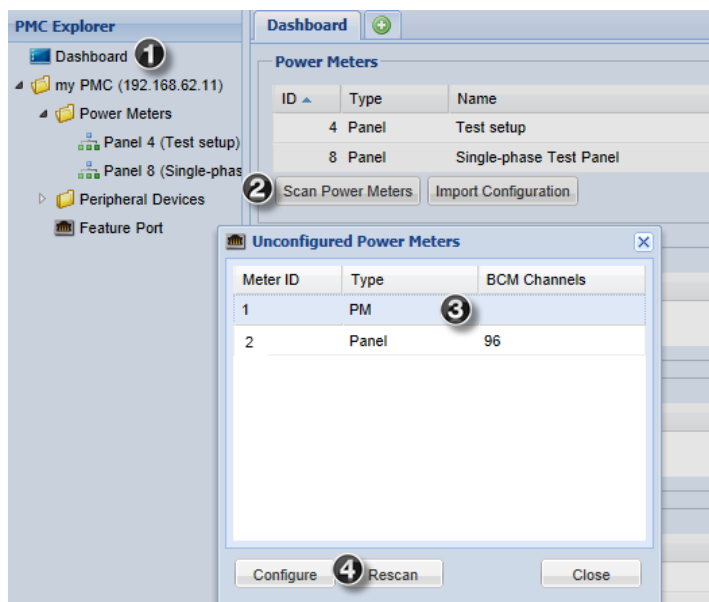 PMC Explorer
Dashboard
1
my PMC (192.168.62.11)
Power Meters
Panel 4 (Test setup)
Panel 8 (Single-phas
Peripheral Devices
Feature Port
Dashboard
Power Meters
ID Type Name
4 Panel Test setup
8 Panel Single-phase Test Panel
2 Scan Power Meters Import Configuration
Unconfigured Power Meters
Meter ID Type BCM Channels
1 PM 3
2 Panel 96
Configure 4 Rescan Close